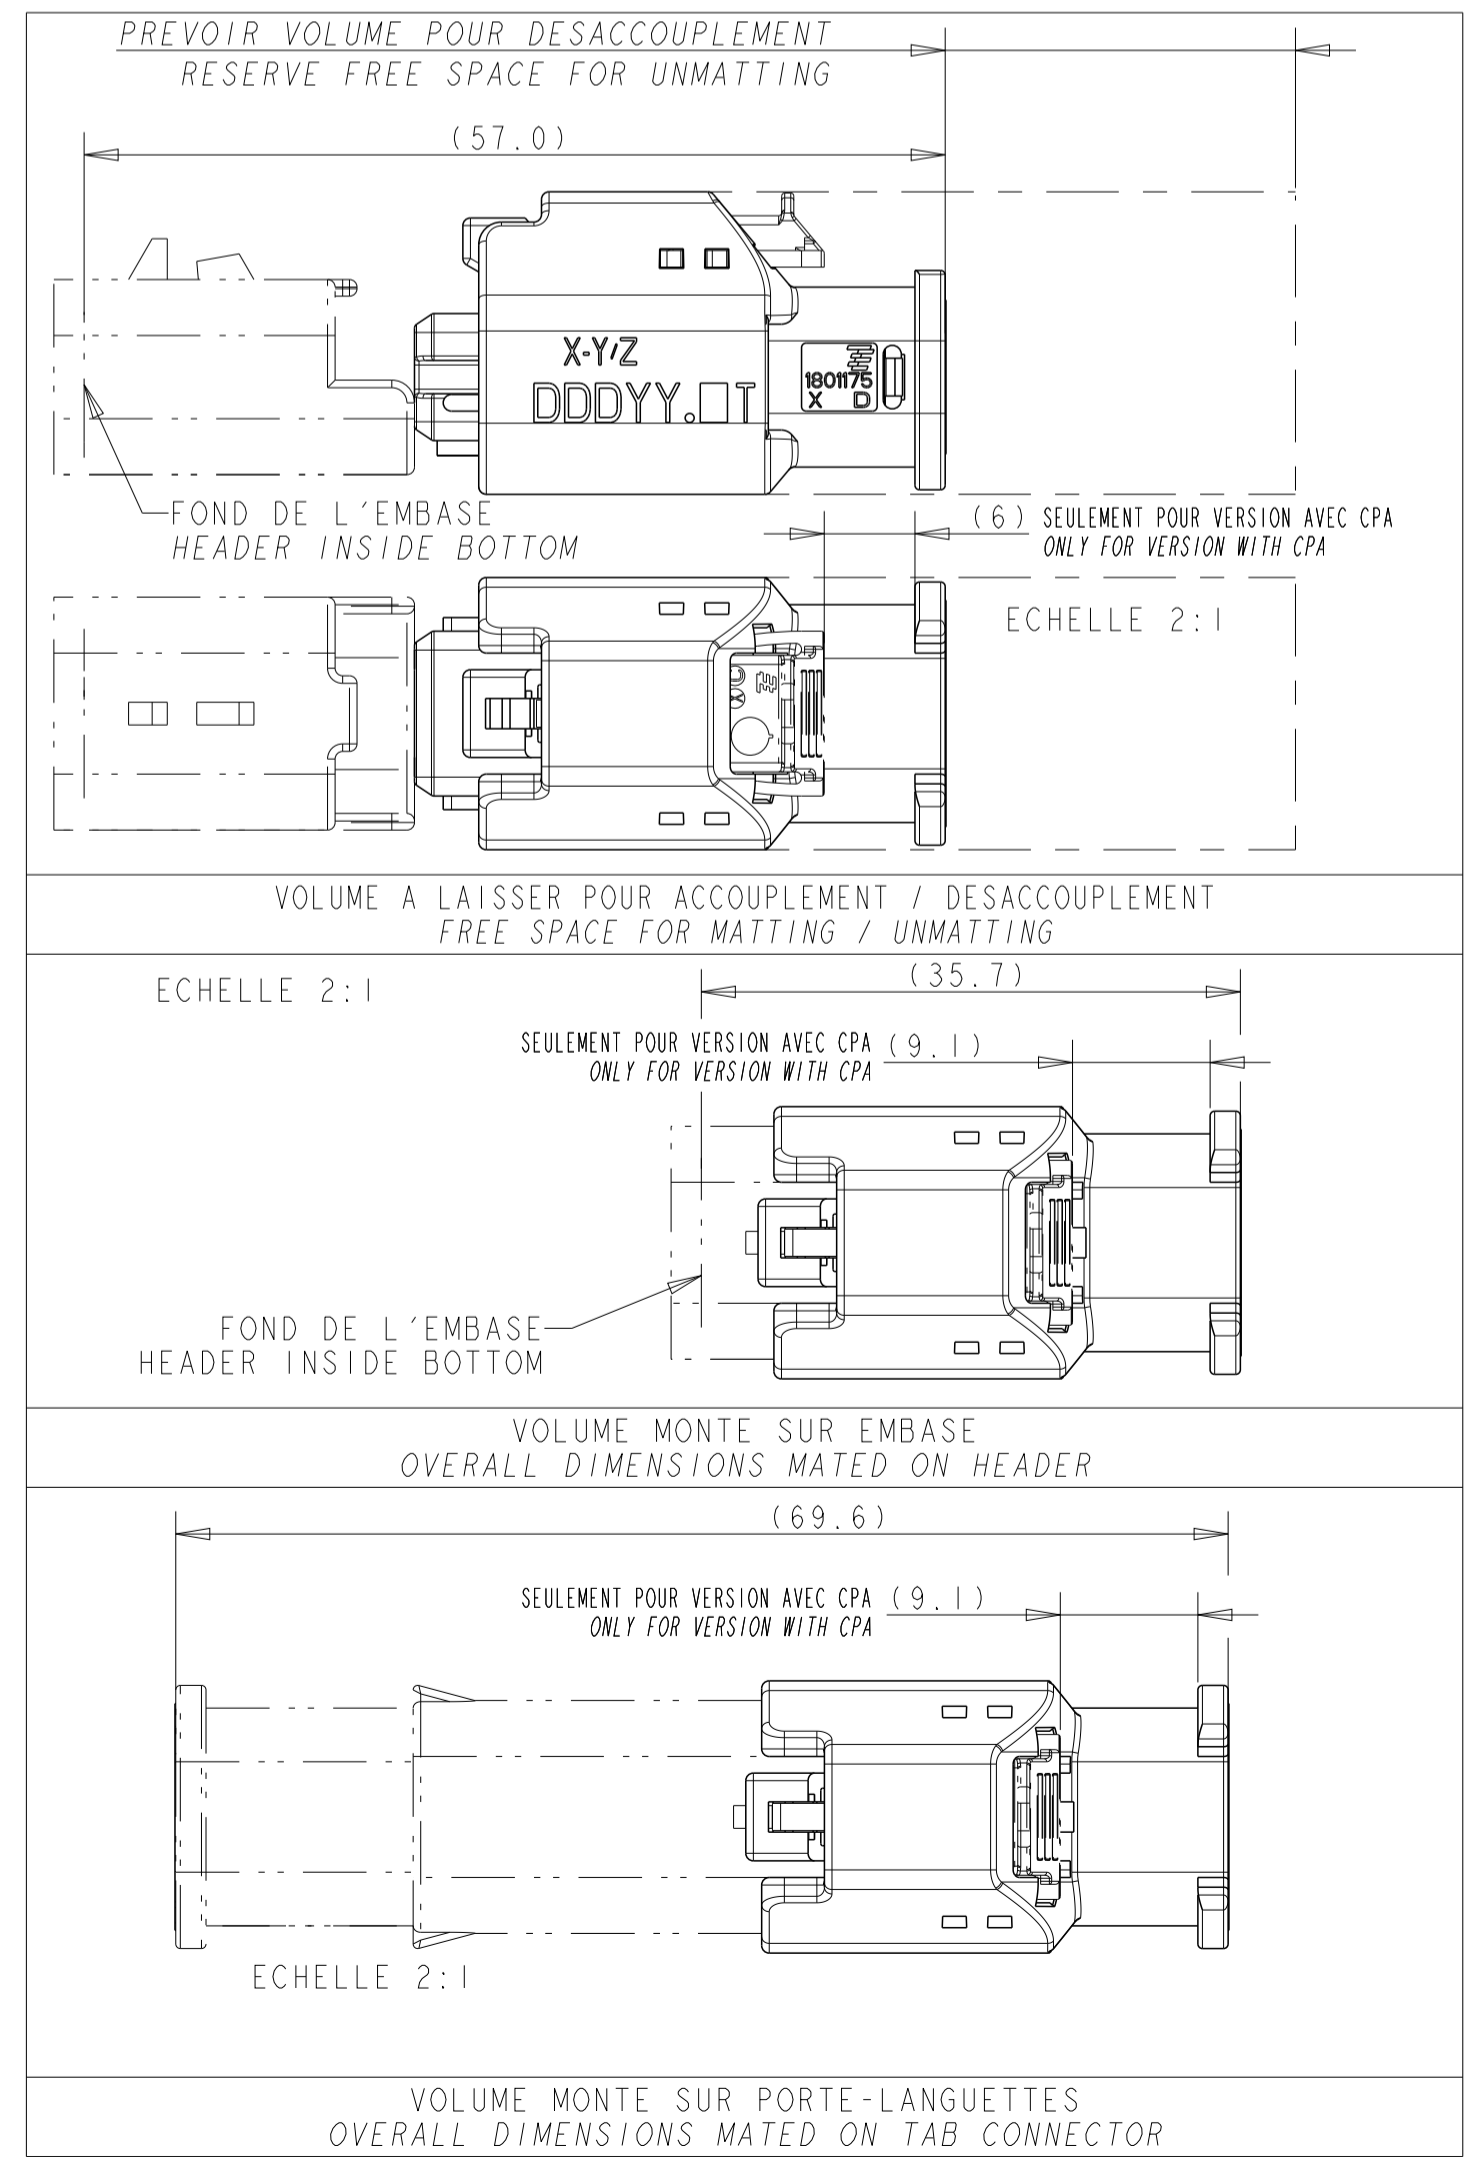 PREVOIR VOLUME POUR DESACCOUPLEMENT
RESERVE FREE SPACE FOR UNMATTING
(57.0)
X-Y/Z
DDDYY.□T
1801175
X D
FOND DE L'EMBASE
HEADER INSIDE BOTTOM
(6) SEULEMENT POUR VERSION AVEC CPA
ONLY FOR VERSION WITH CPA
ECHELLE 2:1
X C
VOLUME A LAISSER POUR ACCOUPLEMENT / DESACCOUPLEMENT
FREE SPACE FOR MATTING / UNMATTING
ECHELLE 2:1
(35.7)
SEULEMENT POUR VERSION AVEC CPA (9.1)
ONLY FOR VERSION WITH CPA
FOND DE L'EMBASE
HEADER INSIDE BOTTOM
VOLUME MONTE SUR EMBASE
OVERALL DIMENSIONS MATED ON HEADER
(69.6)
SEULEMENT POUR VERSION AVEC CPA (9.1)
ONLY FOR VERSION WITH CPA
ECHELLE 2:1
VOLUME MONTE SUR PORTE-LANGUETTES
OVERALL DIMENSIONS MATED ON TAB CONNECTOR